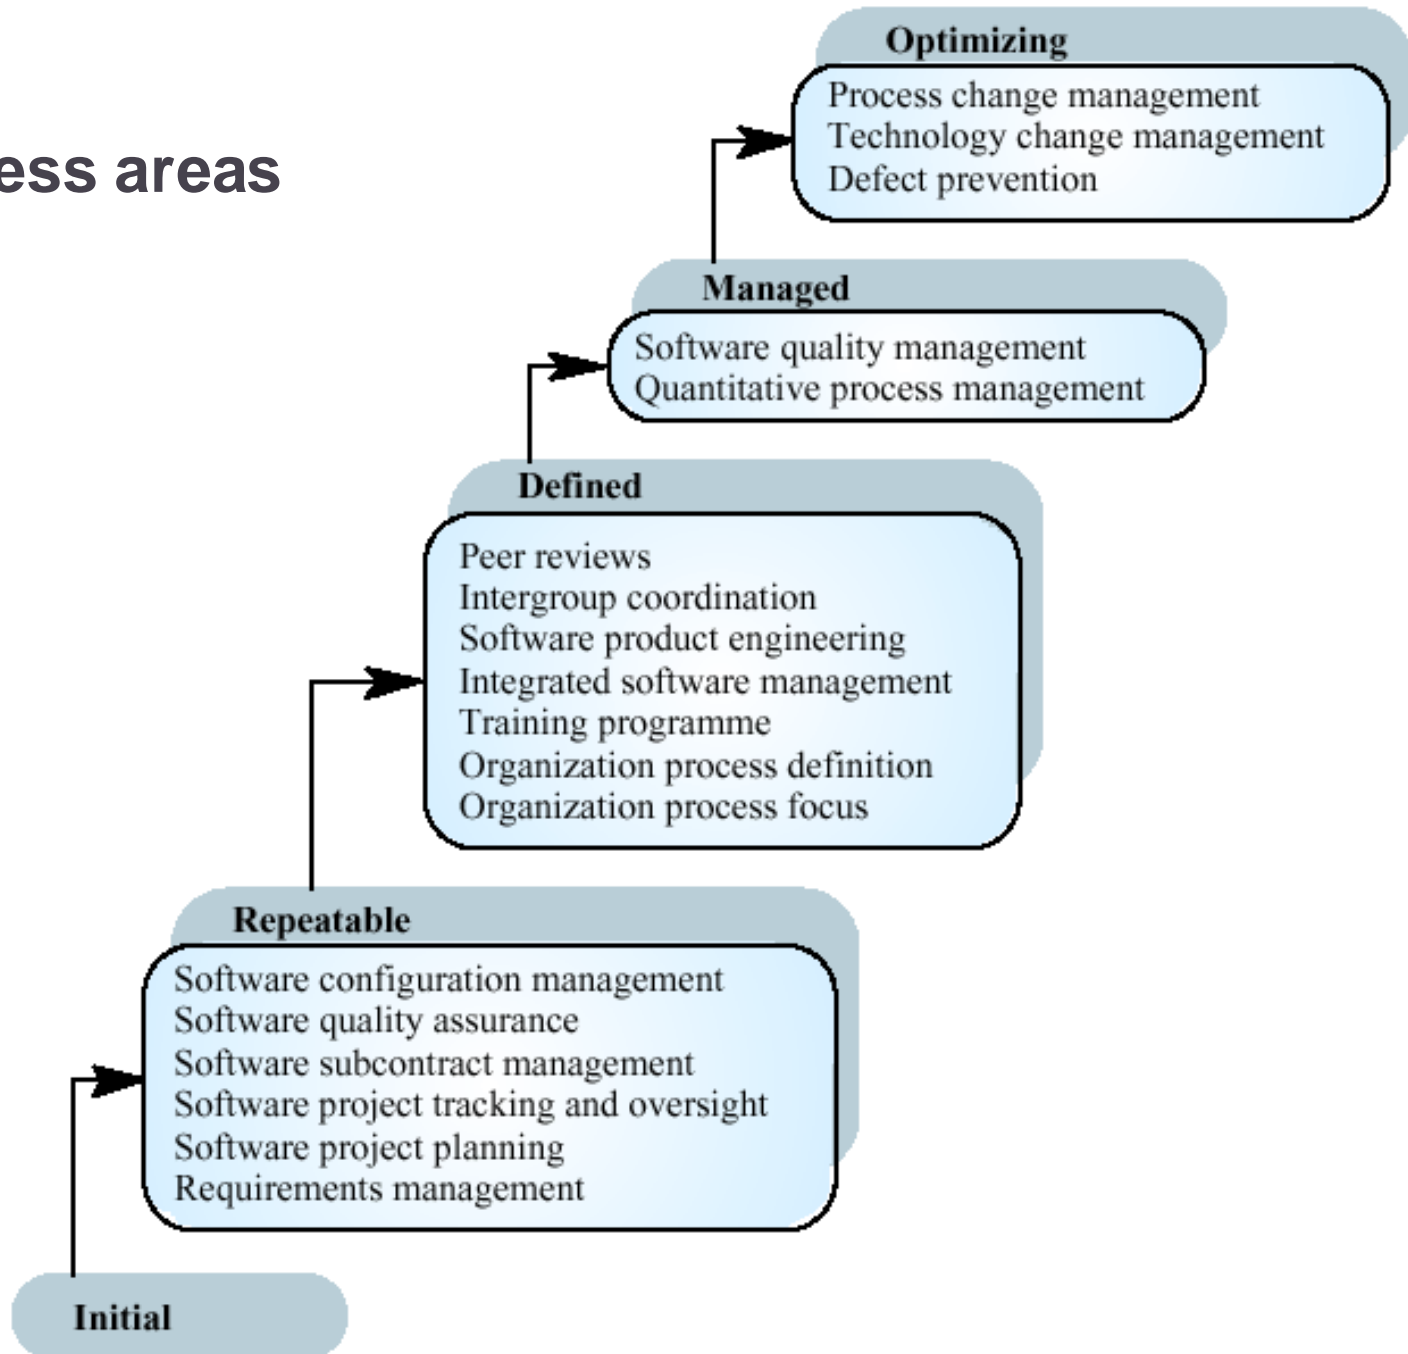 ess areas
Optimizing
Process change management
Technology change management
Defect prevention
Managed
Software quality management
Quantitative process management
Defined
Peer reviews
Intergroup coordination
Software product engineering
Integrated software management
Training programme
Organization process definition
Organization process focus
Repeatable
Software configuration management
Software quality assurance
Software subcontract management
Software project tracking and oversight
Software project planning
Requirements management
Initial